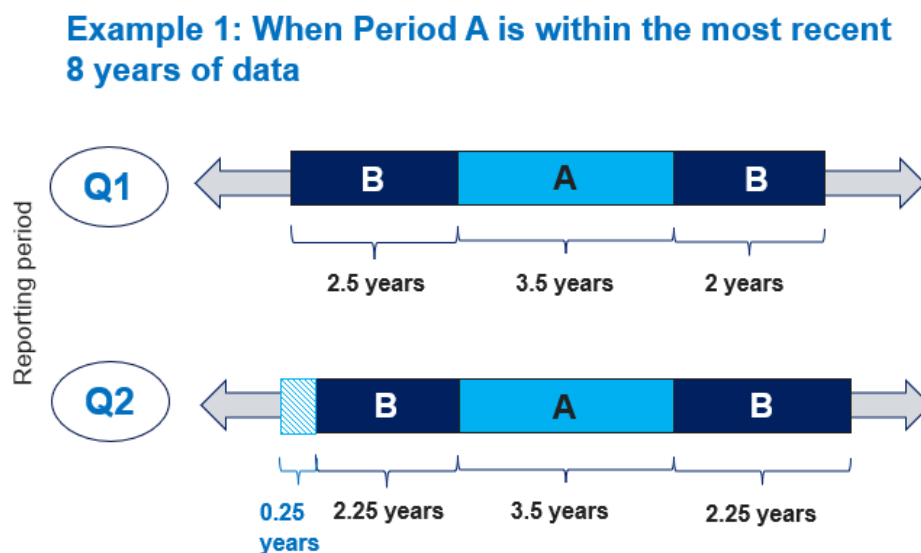 Example 1: When Period A is within the most recent
8 years of data
Reporting period
Q1
B
A
B
2.5 years
3.5 years
2 years
Q2
B
A
B
0.25
years
2.25 years
3.5 years
2.25 years